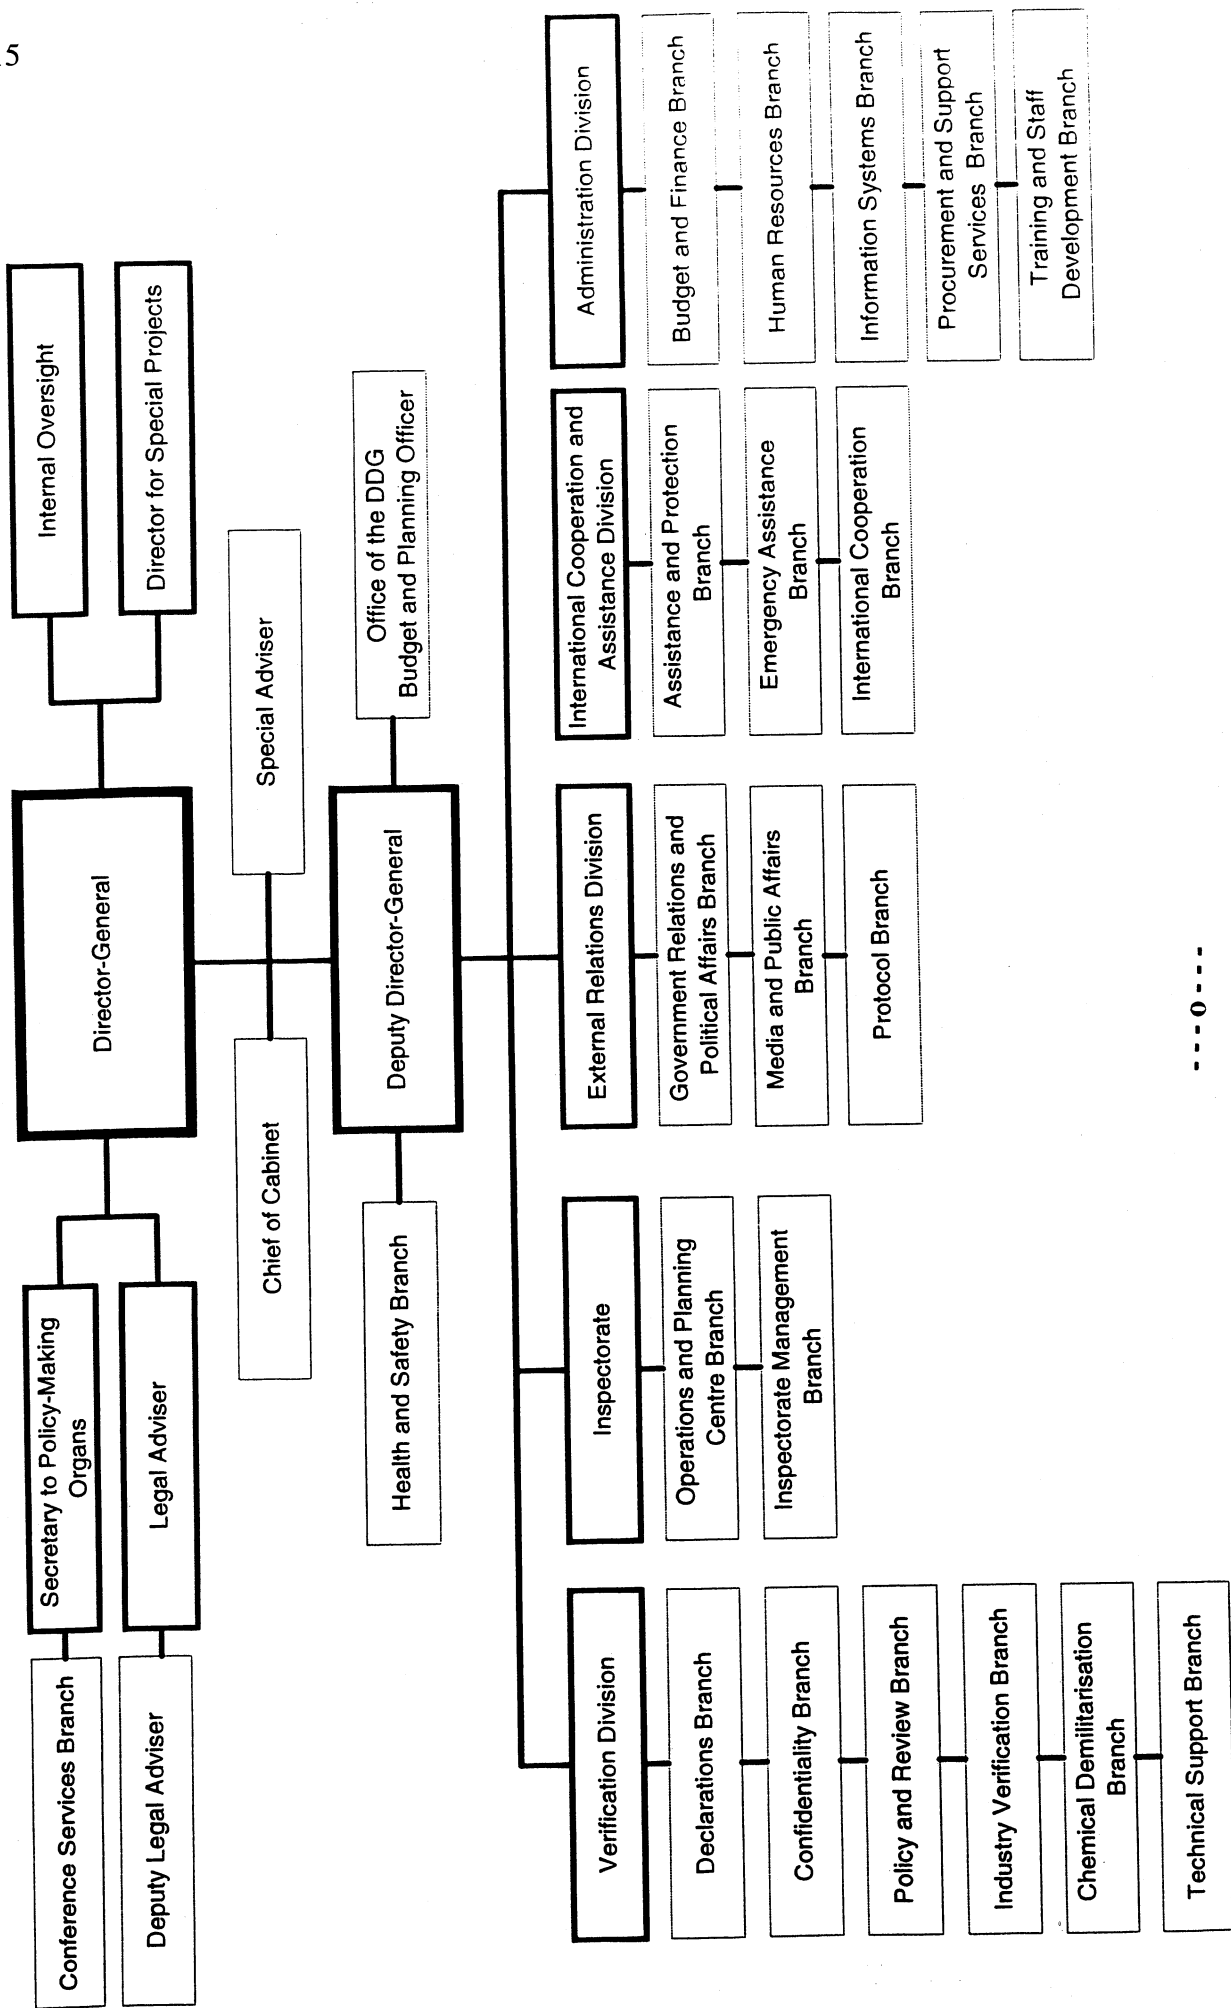 5
Conference Services Branch
Secretary to Policy-Making
Organs
Director-General
Internal Oversight
Deputy Legal Adviser
Legal Adviser
Director for Special Projects
Chief of Cabinet
Special Adviser
Health and Safety Branch
Deputy Director-General
Office of the DDG
Budget and Planning Officer
Verification Division
Declarations Branch
Confidentiality Branch
Policy and Review Branch
Industry Verification Branch
Chemical Demilitarisation
Branch
Technical Support Branch
Inspectorate
Operations and Planning
Centre Branch
Inspectorate Management
Branch
External Relations Division
Government Relations and
Political Affairs Branch
Media and Public Affairs
Branch
Protocol Branch
International Cooperation and
Assistance Division
Assistance and Protection
Branch
Emergency Assistance
Branch
International Cooperation
Branch
Administration Division
Budget and Finance Branch
Human Resources Branch
Information Systems Branch
Procurement and Support
Services Branch
Training and Staff
Development Branch
---o---